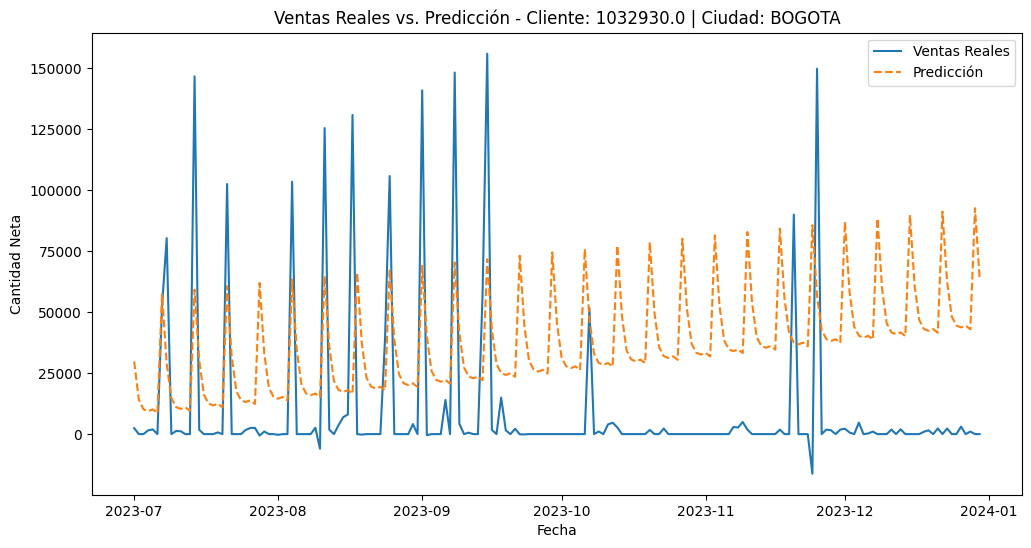 Ventas Reales vs. Predicción - Cliente: 1032930.0 | Ciudad: BOGOTA
Ventas Reales
Predicción
Cantidad Neta
150000
125000
100000
75000
50000
25000
0
2023-07
2023-08
2023-09
2023-10
2023-11
2023-12
2024-01
Fecha